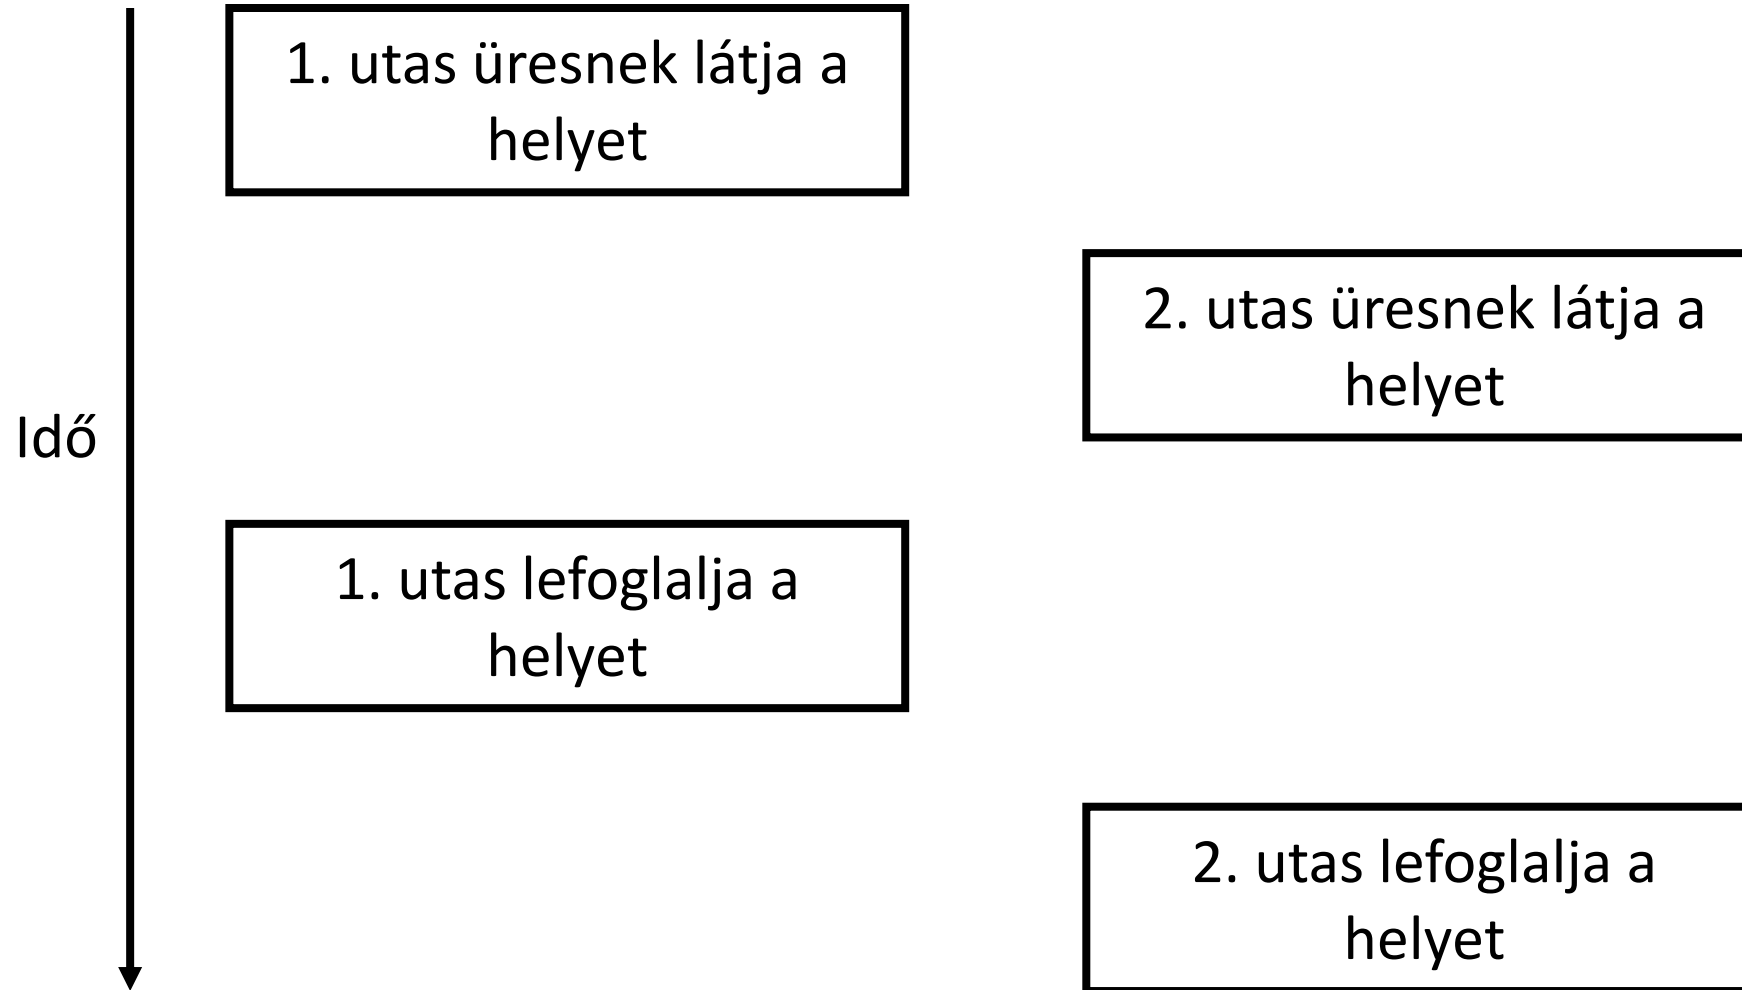 1. utas üresnek látja a
helyet
2. utas üresnek látja a
helyet
Idő
1. utas lefoglalja a
helyet
2. utas lefoglalja a
helyet